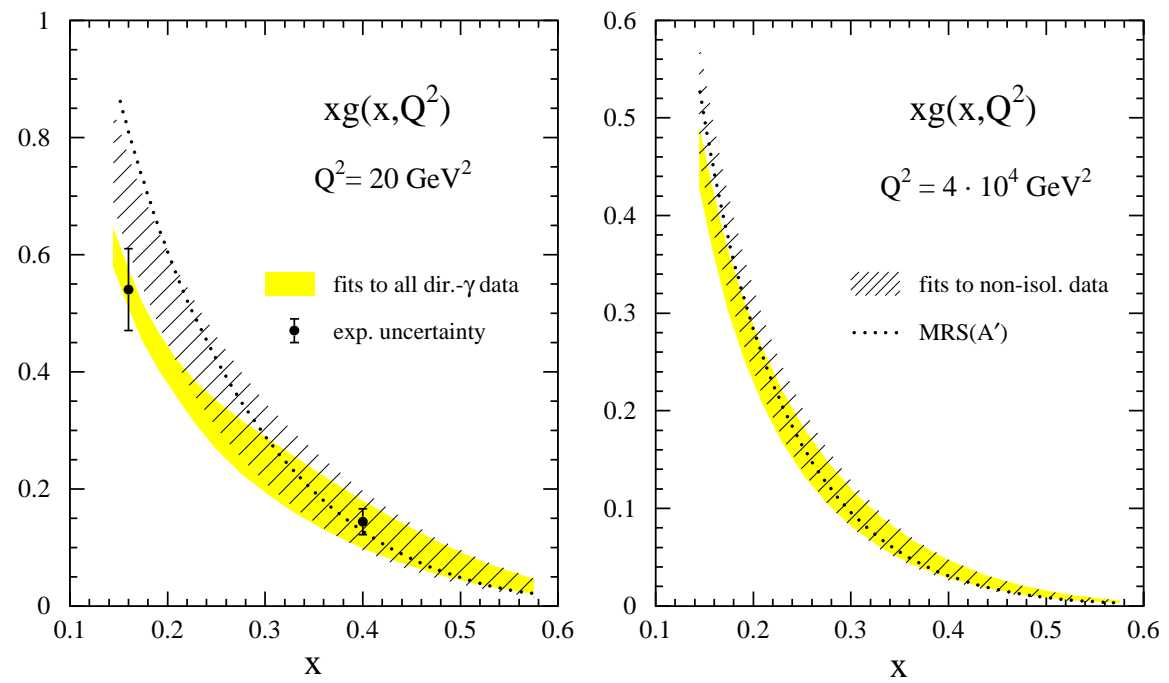 1
0.8
0.6
0.4
0.2
0
0.1
0.2
0.3
0.4
0.5
0.6
x
xg(x,Q²)
Q²= 20 GeV²
fits to all dir.-γ data
exp. uncertainty
0.6
0.5
0.4
0.3
0.2
0.1
0
0.1
0.2
0.3
0.4
0.5
0.6
x
xg(x,Q²)
Q² = 4 · 10⁴ GeV²
fits to non-isol. data
MRS(A′)